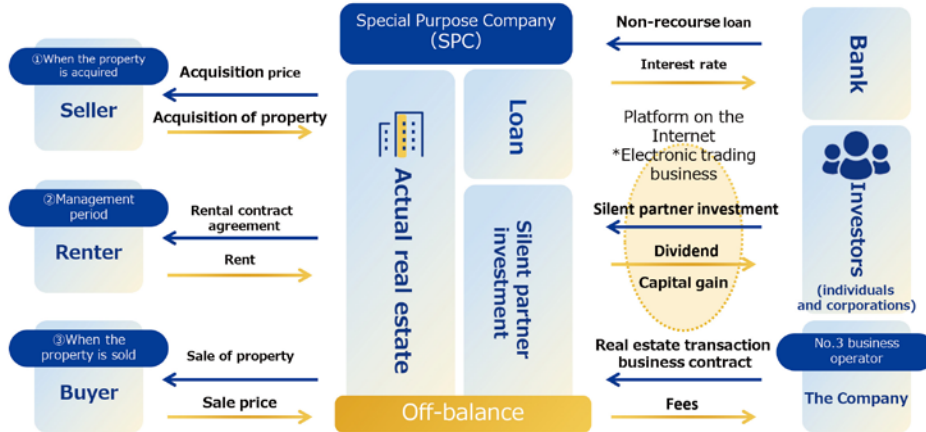 ①When the property
is acquired
Seller
Acquisition price
Acquisition of property
②Management
period
Renter
Rental contract
agreement
Rent
③When the
property is sold
Buyer
Sale of property
Sale price
Special Purpose Company
(SPC)
Actual real estate
Loan
Silent partner
investment
Off-balance
Non-recourse loan
Interest rate
Bank
Platform on the
Internet
*Electronic trading
business
Silent partner investment
Dividend
Capital gain
Investors
(individuals
and corporations)
Real estate transaction
business contract
Fees
No.3 business
operator
The Company